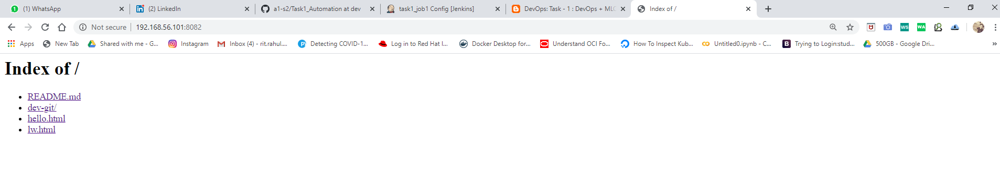 (1) WhatsApp
(2) LinkedIn
a1-s2/Task1_Automation at dev
task1_job1 Config [Jenkins]
DevOps: Task - 1 : DevOps + MLO
Index of /
Not secure 192.168.56.101:8082
Apps New Tab Shared with me - G... Instagram Inbox (4) - rit.rahul.... Detecting COVID-1... Log in to Red Hat I... Docker Desktop for... Understand OCI Fo... How To Inspect Kub... Untitled0.ipynb - C... Trying to Login:stud... 500GB - Google Dri...
Index of /
README.md
dev-git/
hello.html
lw.html